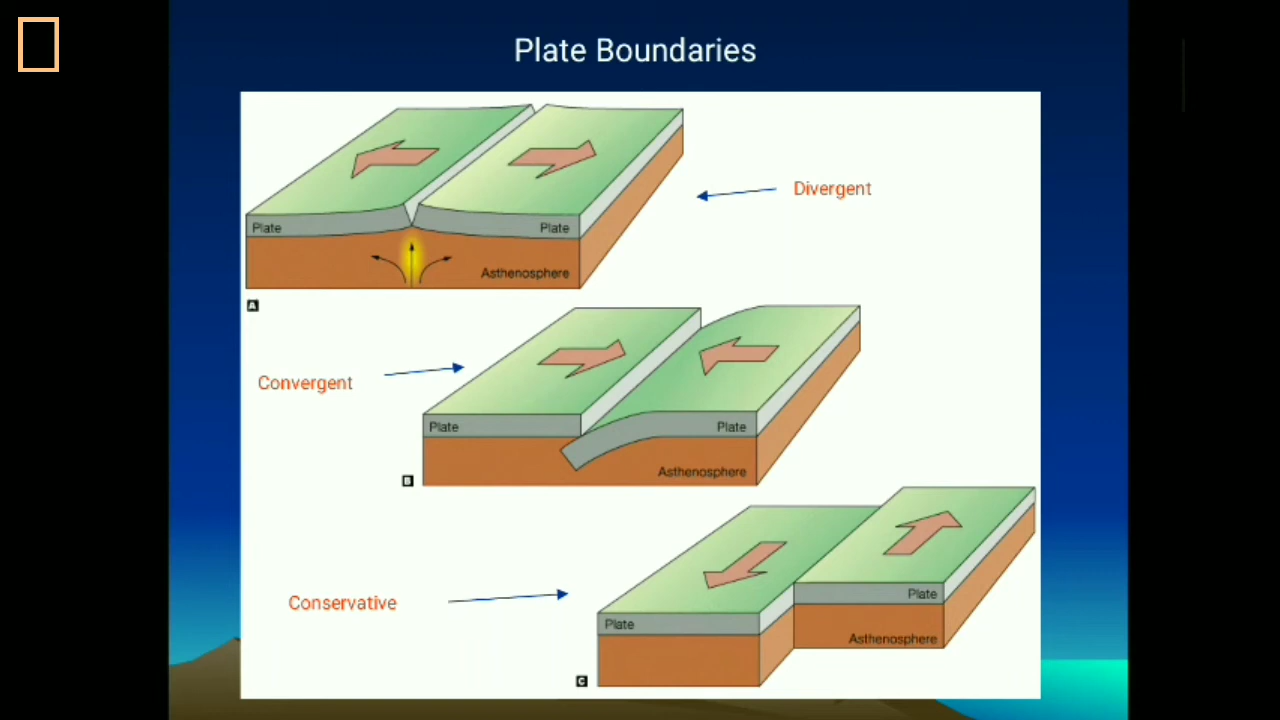 Plate Boundaries
Divergent
Plate
Plate
Asthenosphere
A
Convergent
Plate
Plate
Asthenosphere
B
Conservative
Plate
Plate
Asthenosphere
C